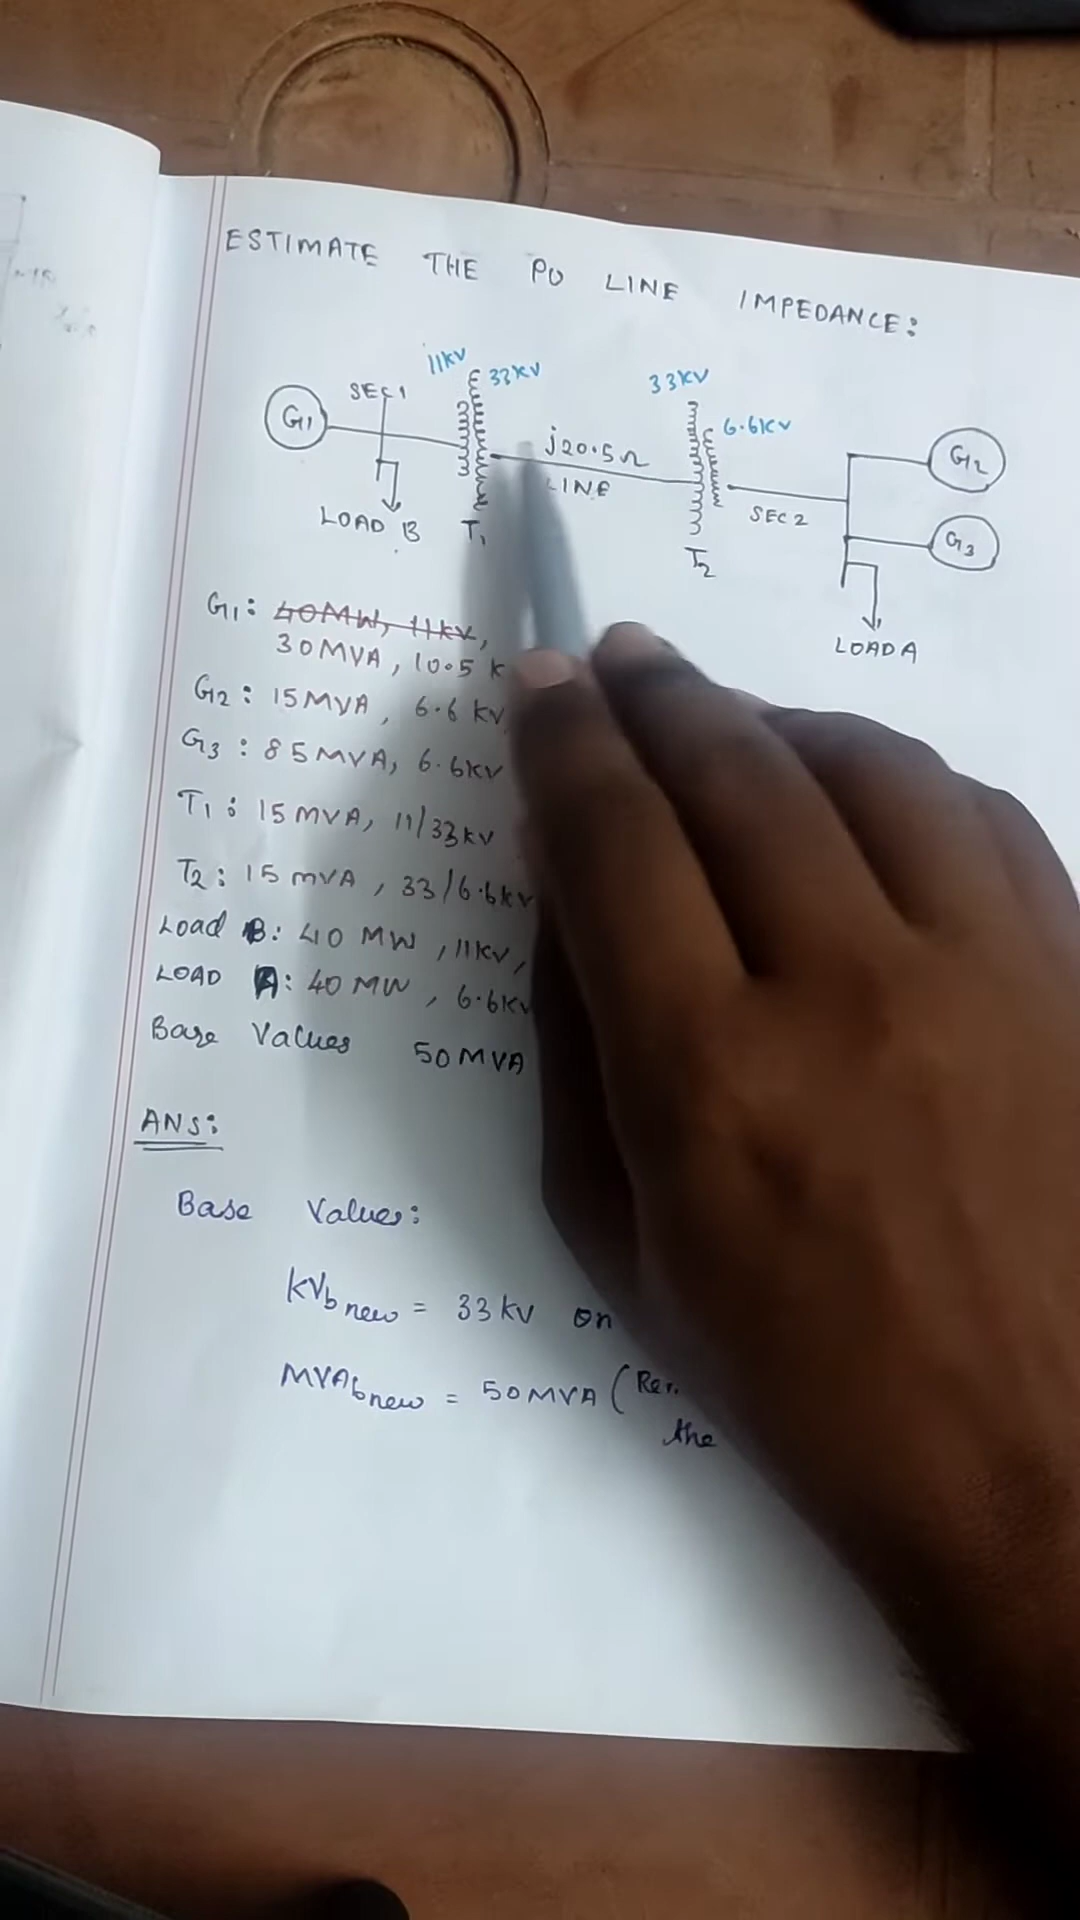 ESTIMATE THE PU LINE IMPEDANCE:
11kV 33kV 33kV
SEC1 6.6kV
G1 j20.5Ω G2
LINE SEC 2
LOAD B T1 T2 G3
LOAD A
G1: 40MW, 11kV,
30MVA, 10.5 k
G2: 15MVA, 6.6 kV
G3: 85MVA, 6.6kV
T1: 15 MVA, 11/33kV
T2: 15 MVA, 33/6.6kV
Load B: 40 MW, 11kV,
LOAD A: 40 MW, 6.6kV
Base Values 50MVA
ANS:
Base Values:
kVb new = 33 kV on
MVAb new = 50MVA (
the